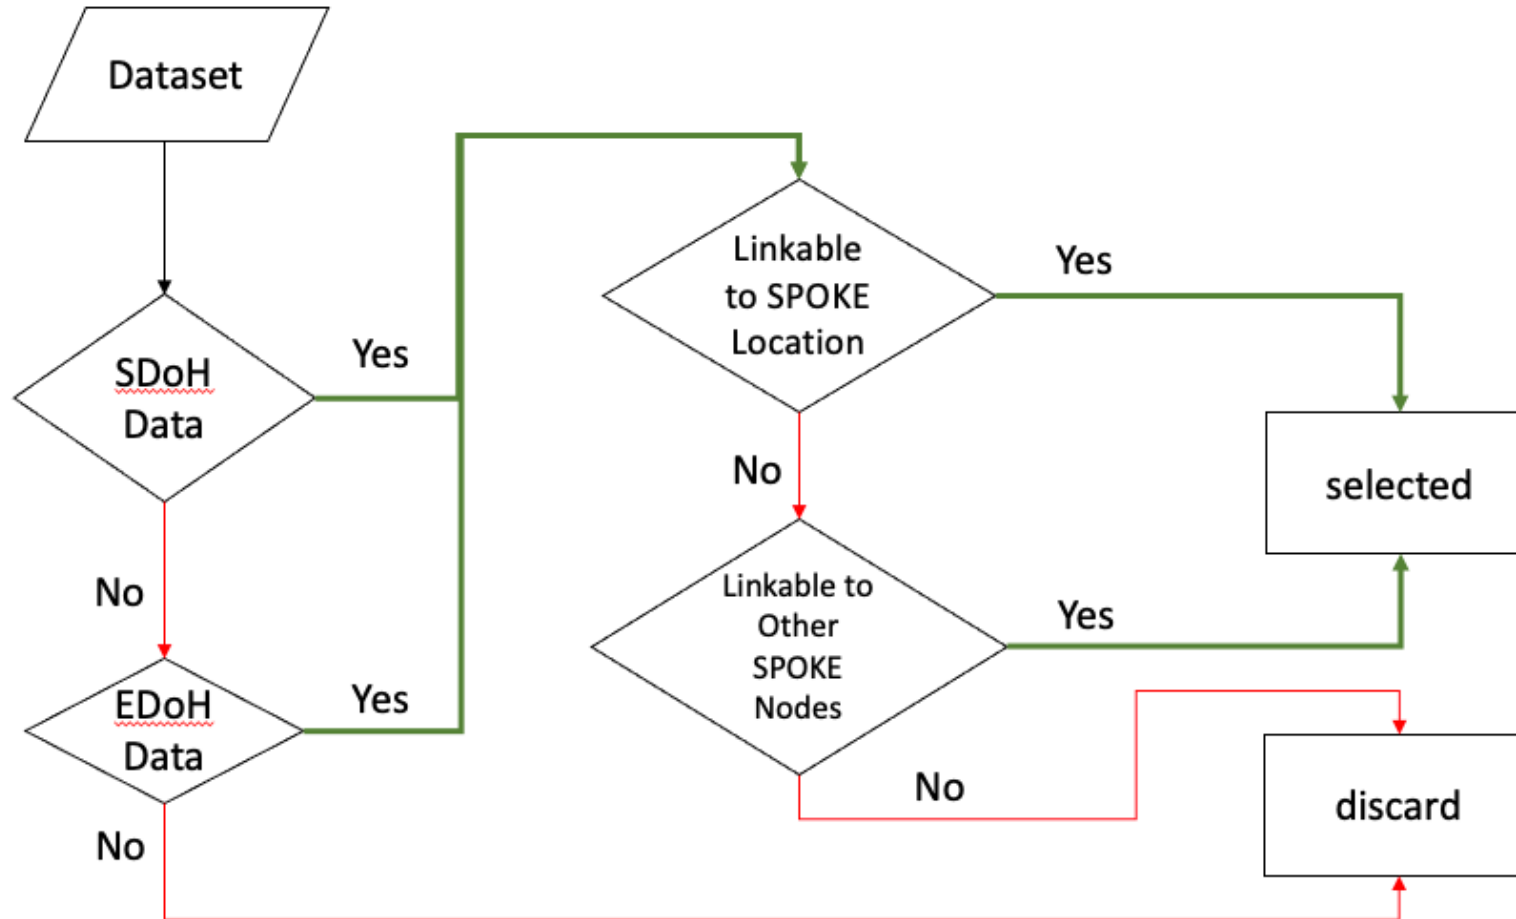 Dataset
SDoH
Data
Yes
No
EDoH
Data
Yes
No
Linkable
to SPOKE
Location
Yes
No
Linkable to
Other
SPOKE
Nodes
Yes
No
selected
discard